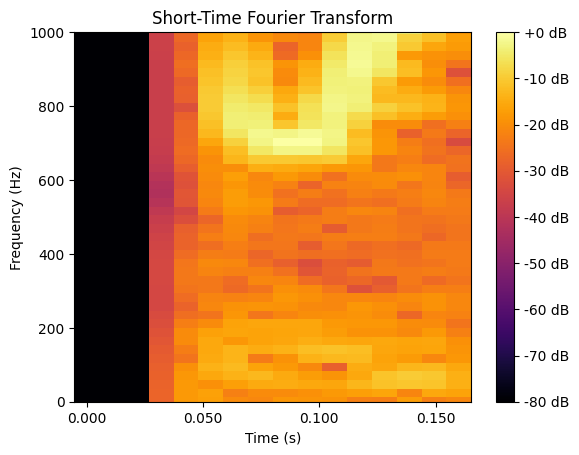 Short-Time Fourier Transform
1000
800
600
400
200
0
Frequency (Hz)
0.000
0.050
0.100
0.150
Time (s)
+0 dB
-10 dB
-20 dB
-30 dB
-40 dB
-50 dB
-60 dB
-70 dB
-80 dB